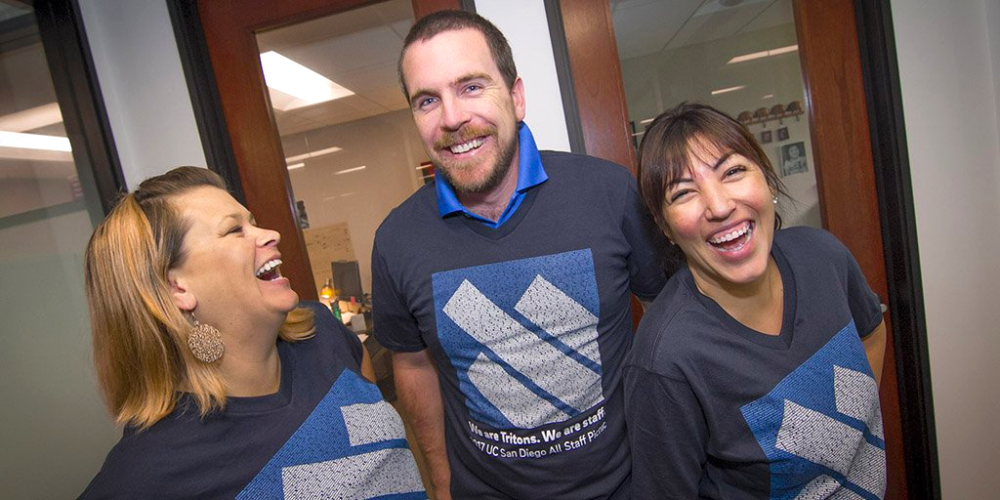 We are Tritons. We are staff.
2017 UC San Diego All Staff Picnic